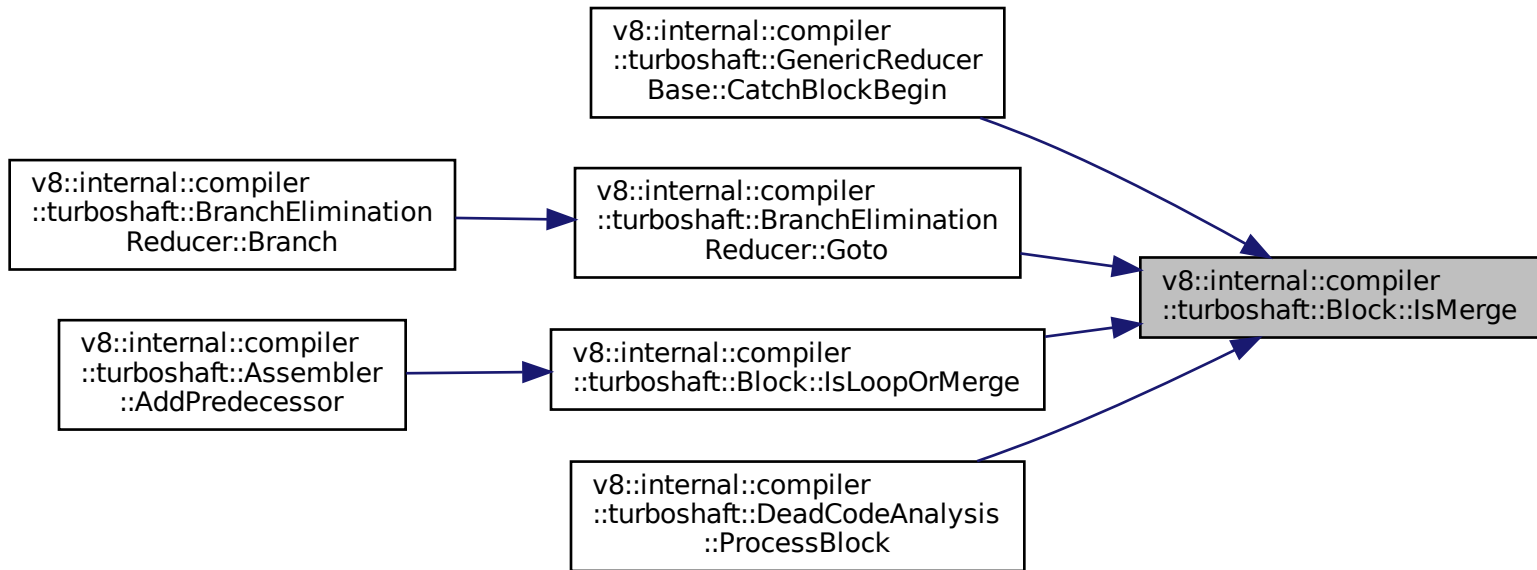 v8::internal::compiler
::turboshaft::GenericReducer
Base::CatchBlockBegin
v8::internal::compiler
::turboshaft::BranchElimination
Reducer::Branch
v8::internal::compiler
::turboshaft::BranchElimination
Reducer::Goto
v8::internal::compiler
::turboshaft::Block::IsMerge
v8::internal::compiler
::turboshaft::Assembler
::AddPredecessor
v8::internal::compiler
::turboshaft::Block::IsLoopOrMerge
v8::internal::compiler
::turboshaft::DeadCodeAnalysis
::ProcessBlock